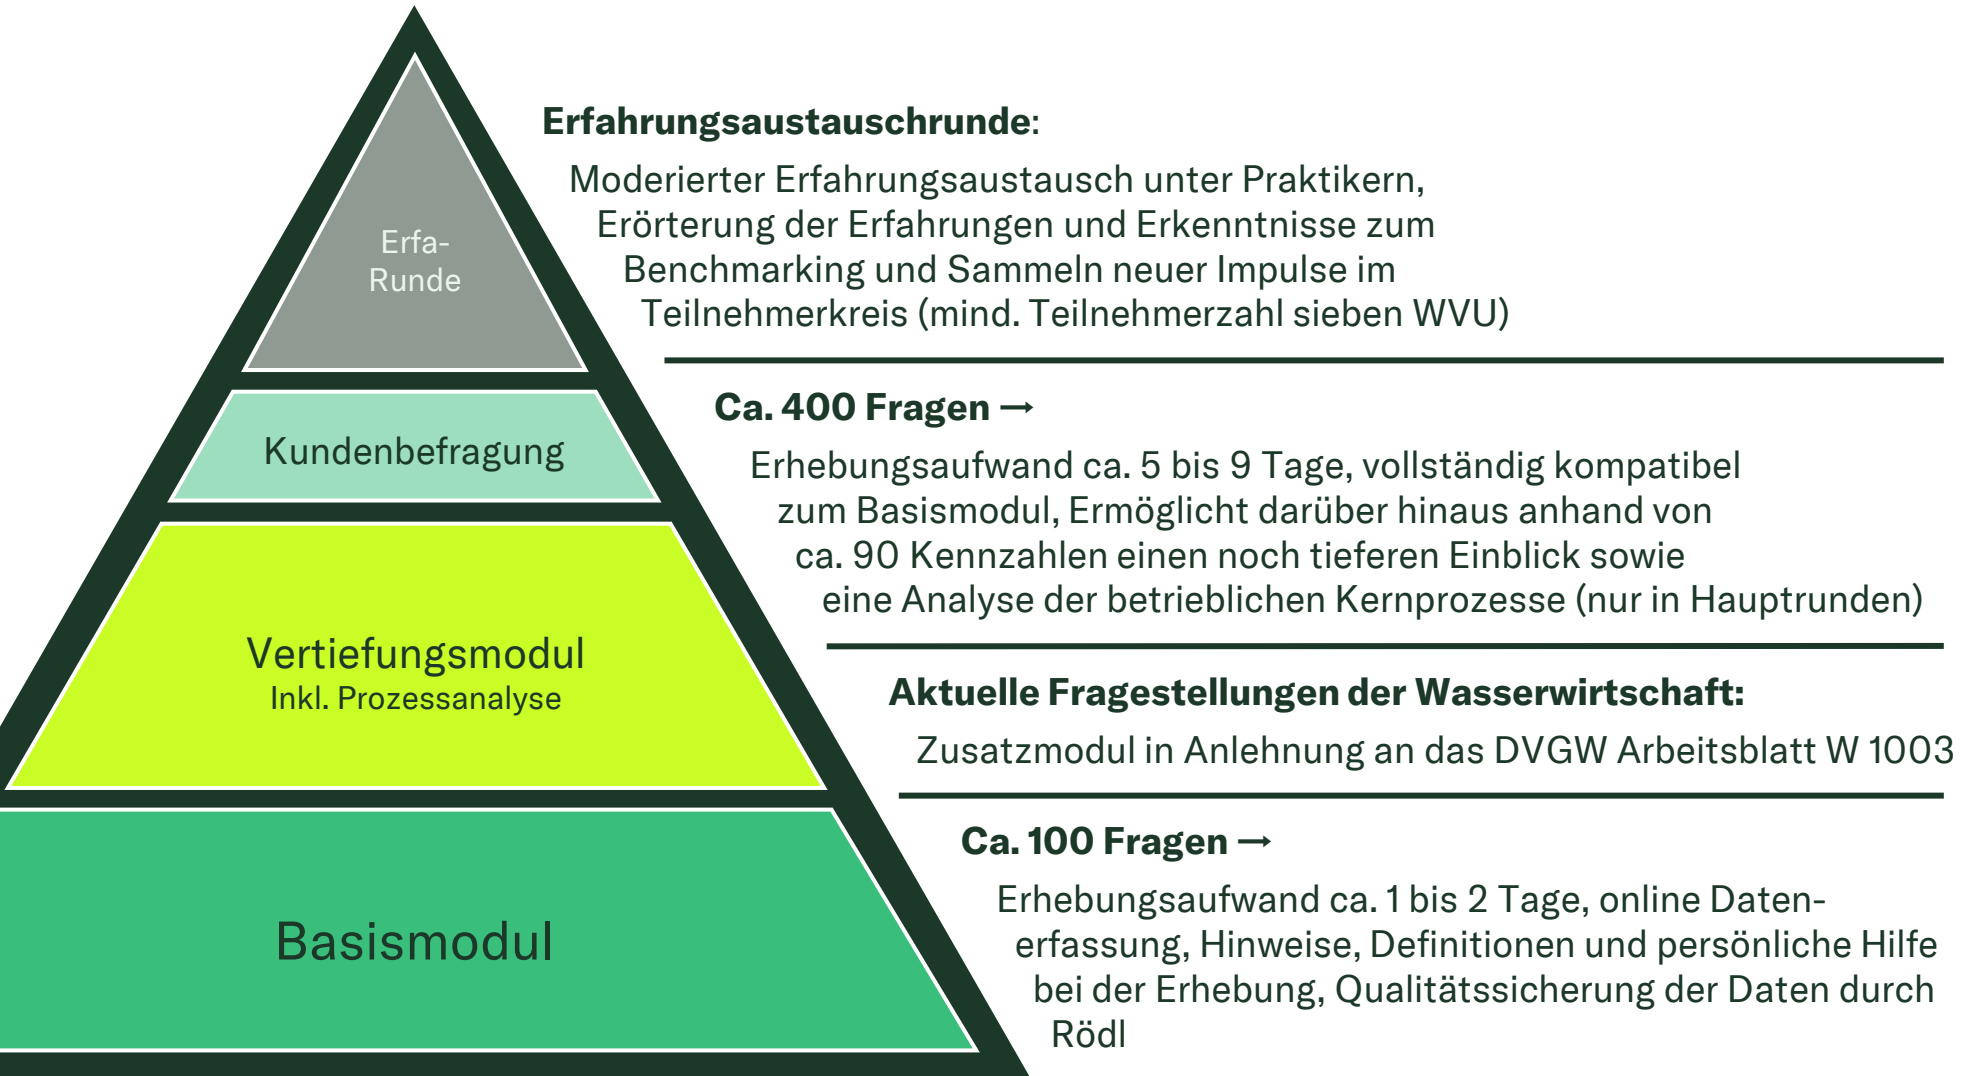 Erfa-
Runde
Erfahrungsaustauschrunde:
Moderierter Erfahrungsaustausch unter Praktikern,
Erörterung der Erfahrungen und Erkenntnisse zum
Benchmarking und Sammeln neuer Impulse im
Teilnehmerkreis (mind. Teilnehmerzahl sieben WVU)
Kundenbefragung
Ca. 400 Fragen →
Erhebungsaufwand ca. 5 bis 9 Tage, vollständig kompatibel
zum Basismodul, Ermöglicht darüber hinaus anhand von
ca. 90 Kennzahlen einen noch tieferen Einblick sowie
eine Analyse der betrieblichen Kernprozesse (nur in Hauptrunden)
Vertiefungsmodul
Inkl. Prozessanalyse
Aktuelle Fragestellungen der Wasserwirtschaft:
Zusatzmodul in Anlehnung an das DVGW Arbeitsblatt W 1003
Basismodul
Ca. 100 Fragen →
Erhebungsaufwand ca. 1 bis 2 Tage, online Daten-
erfassung, Hinweise, Definitionen und persönliche Hilfe
bei der Erhebung, Qualitätssicherung der Daten durch
Rödl